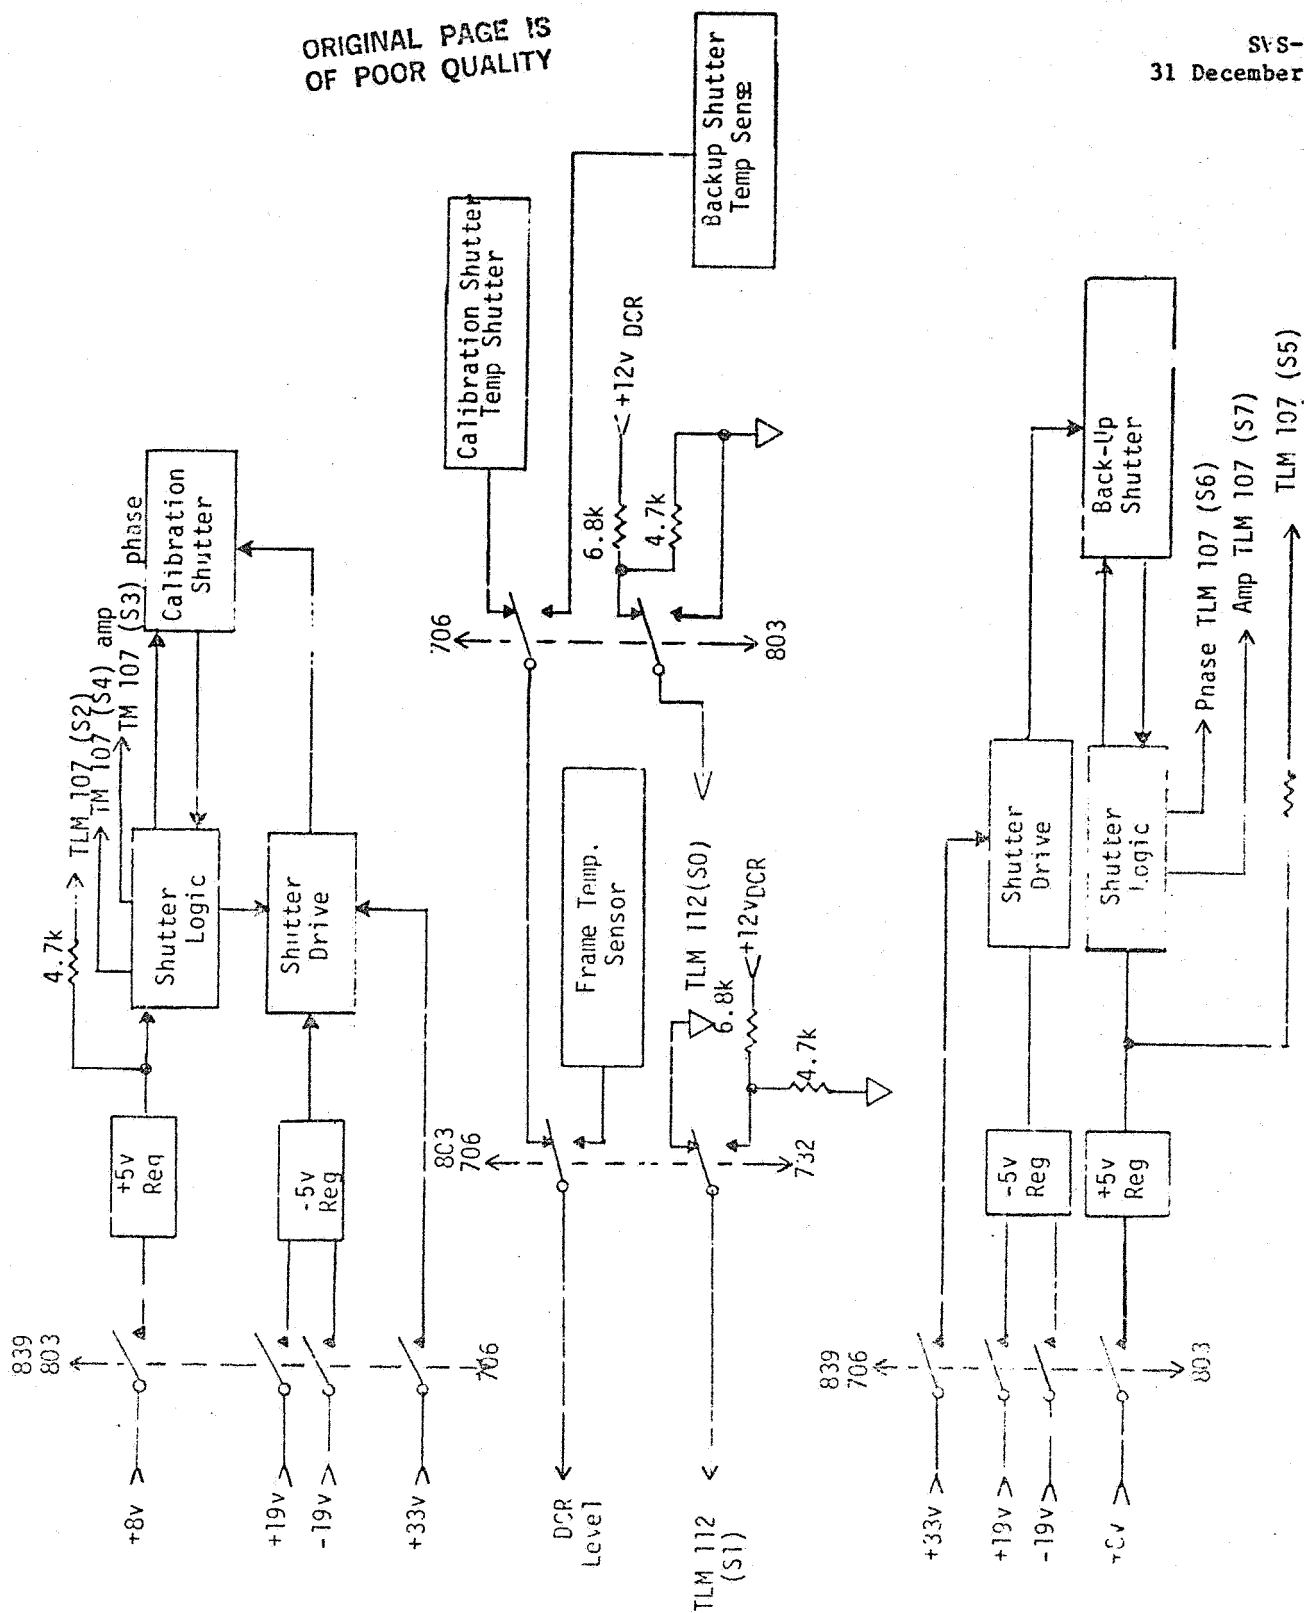 ORIGINAL PAGE IS
OF POOR QUALITY
SVS-
31 December
+8v
839
803
+5v
Reg
4.7k
TLM 107 (S2)
TM 107 (S4) amp
TM 107 (S3) phase
Shutter
Logic
Calibration
Shutter
+19v
-19v
+33v
706
-5v
Reg
Shutter
Drive
DCR
Level
803
706
732
Frame Temp.
Sensor
706
803
Calibration Shutter
Temp Shutter
Backup Shutter
Temp Sense
6.8k
+12v DCR
4.7k
TLM 112(S0)
TLM 112
(S1)
6.8k
+12vDCR
4.7k
+33v
+19v
-19v
839
706
803
-5v
Reg
+5v
Reg
Shutter
Drive
Shutter
Logic
Back-Up
Shutter
Phase TLM 107 (S6)
Amp TLM 107 (S7)
TLM 107 (S5)